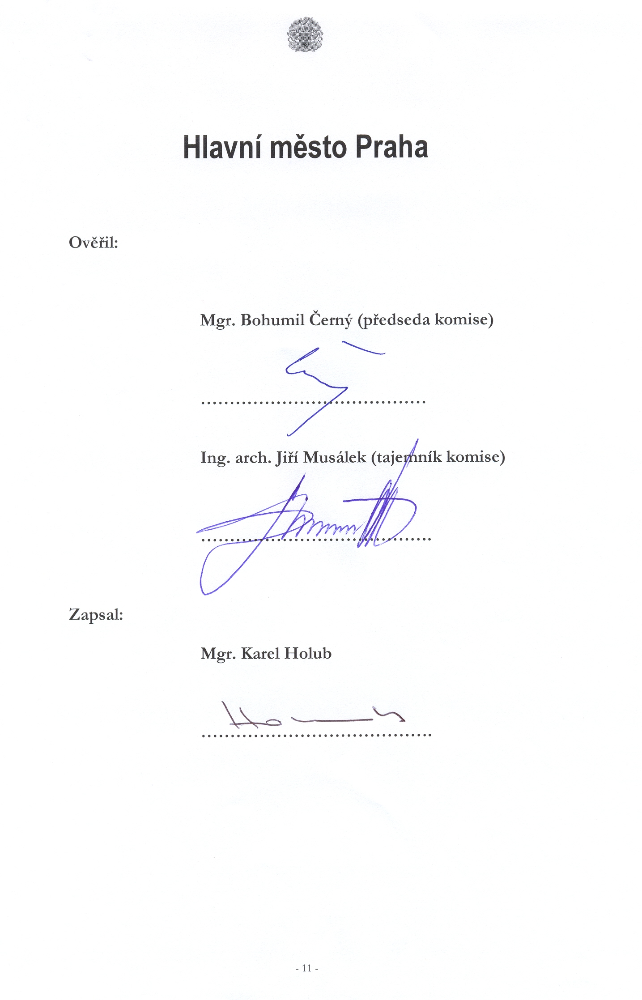 Hlavní město Praha
Ověřil:
Mgr. Bohumil Černý (předseda komise)
Ing. arch. Jiří Musálek (tajemník komise)
Zapsal:
Mgr. Karel Holub
- 11 -